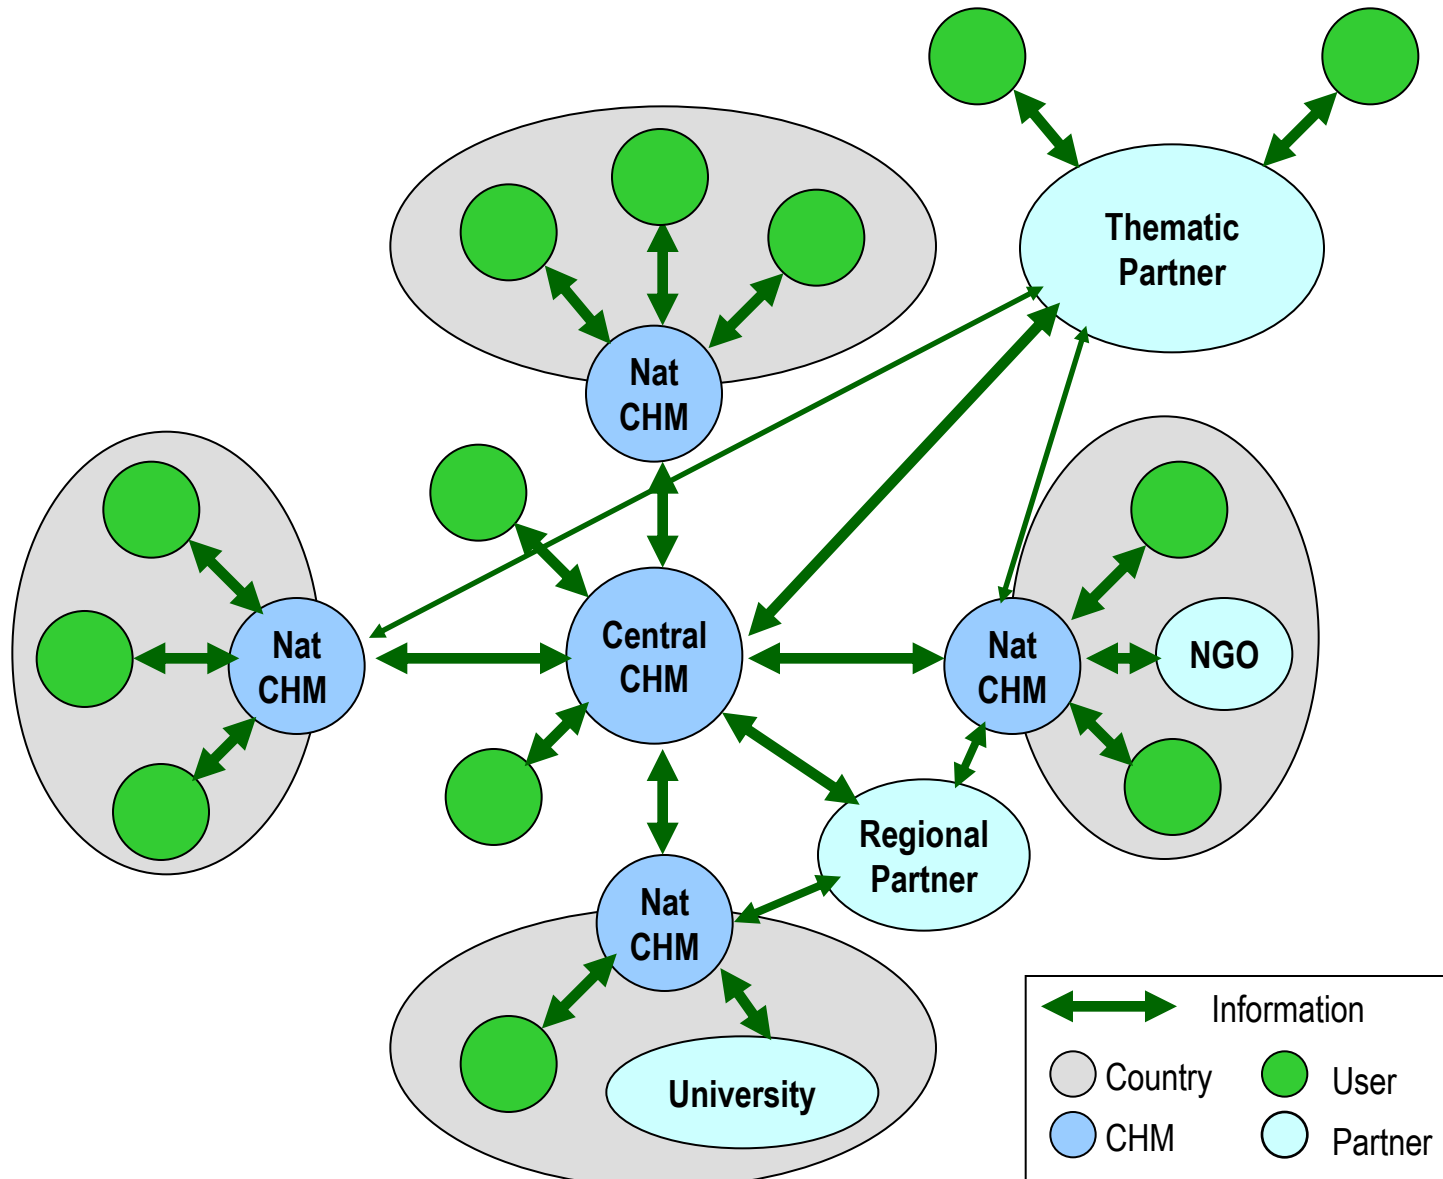 Thematic
Partner
Nat
CHM
Nat
CHM
Central
CHM
Nat
CHM
NGO
Regional
Partner
Nat
CHM
University
Information
Country
User
CHM
Partner